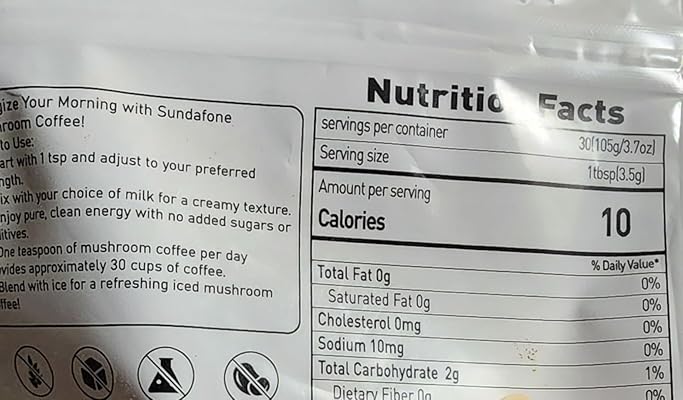 gize Your Morning with Sundafone
room Coffee!
to Use:
art with 1 tsp and adjust to your preferred
ngth.
ix with your choice of milk for a creamy texture.
njoy pure, clean energy with no added sugars or
itives.
One leaspoon of mushroom coffee per day
vides approximately 30 cups of coffee.
Blend with ice for a refreshing iced mushroom
ffee!
Nutritio Facts
servings per container 30(105g/3.7oz)
Serving size 1tbsp(3.5g)
Amount per serving
Calories 10
% Daily Value*
Total Fat 0g 0%
Saturated Fat 0g 0%
Cholesterol 0mg 0%
Sodium 10mg 0%
Total Carbohydrate 2g 1%
Dietary Fiber 0g 0%